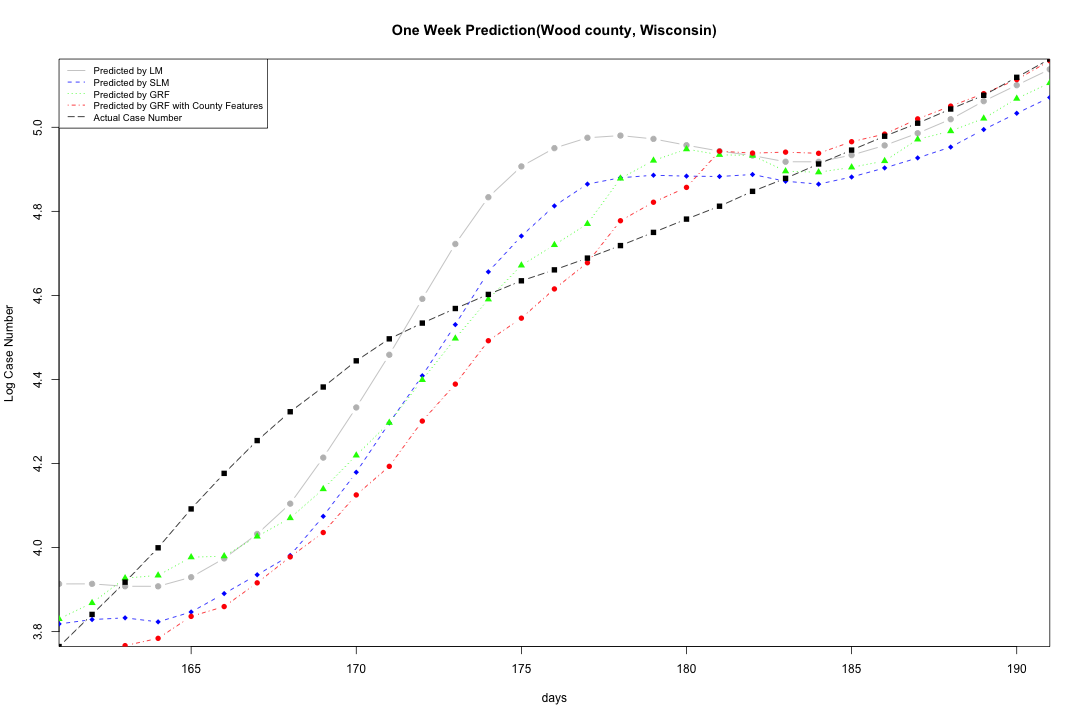 One Week Prediction(Wood county, Wisconsin)
Predicted by LM
Predicted by SLM
Predicted by GRF
Predicted by GRF with County Features
Actual Case Number
Log Case Number
5.0
4.8
4.6
4.4
4.2
4.0
3.8
165 170 175 180 185 190
days